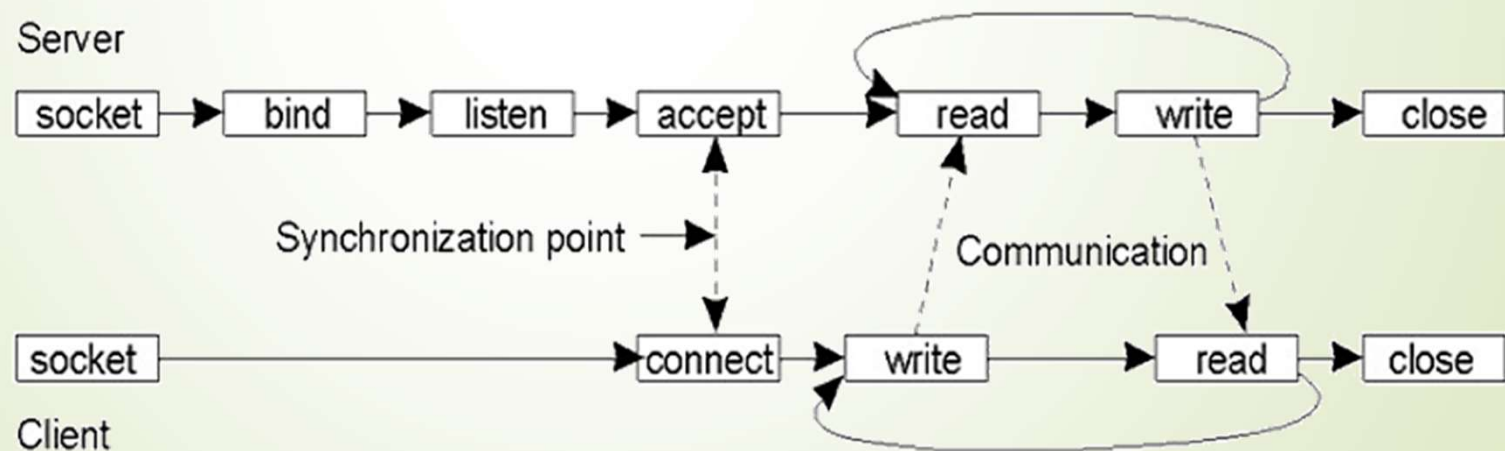 Server
socket bind listen accept read write close
Synchronization point Communication
socket connect write read close
Client